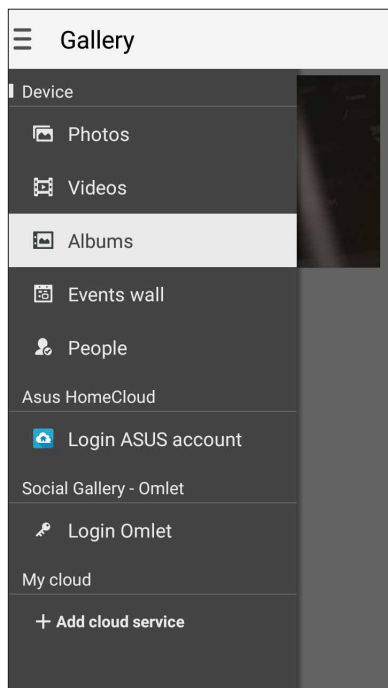 Gallery
Device
Photos
Videos
Albums
Events wall
People
Asus HomeCloud
Login ASUS account
Social Gallery - Omlet
Login Omlet
My cloud
+ Add cloud service